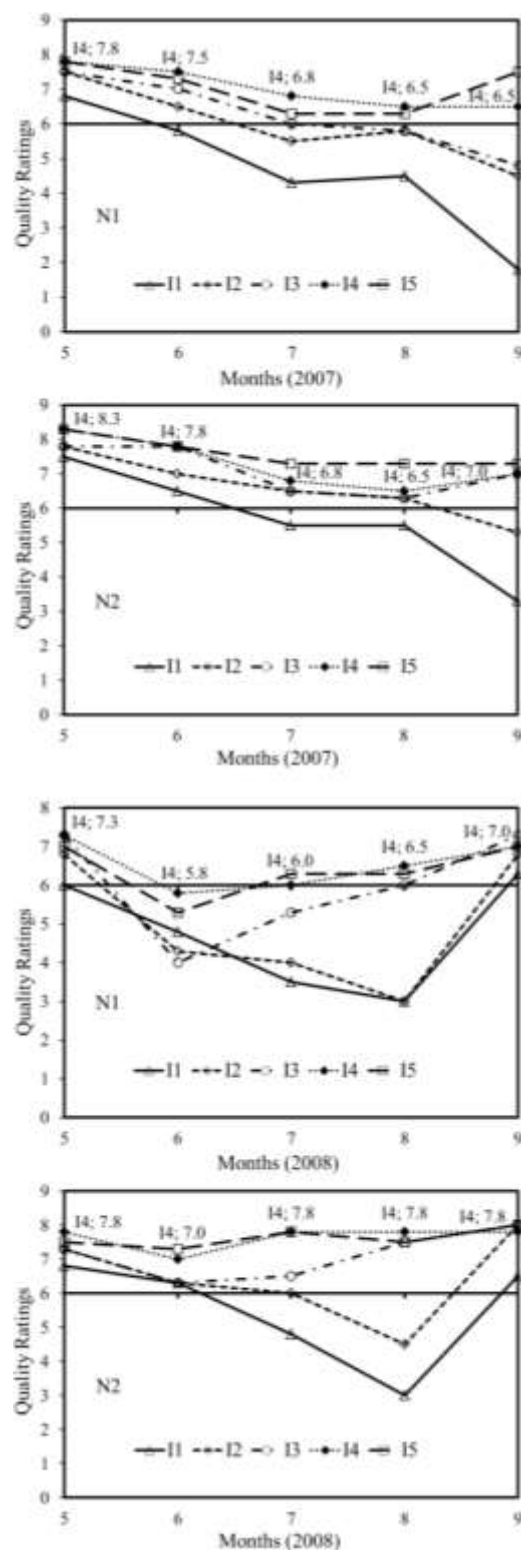 9
I4; 7.8
I4; 7.5
8
I4; 6.8
I4; 6.5
7
I4; 6.5
6
5
Quality Ratings
4
N1
3
2
I1 I2 I3 I4 I5
1
0
5 6 7 8 9
Months (2007)
9
I4; 8.3
I4; 7.8
8
7
I4; 6.8
I4; 6.5
I4; 7.0
6
5
Quality Ratings
4
3
N2
2
I1 I2 I3 I4 I5
1
0
5 6 7 8 9
Months (2007)
8
I4; 7.3
I4; 7.0
7
I4; 5.8
I4; 6.0
I4; 6.5
6
5
Quality Ratings
4
3
N1
2
1
I1 I2 I3 I4 I5
0
5 6 7 8 9
Months (2008)
9
I4; 7.8
I4; 7.0
I4; 7.8
I4; 7.8
I4; 7.8
8
7
6
5
Quality Ratings
4
3
N2
2
1
I1 I2 I3 I4 I5
0
5 6 7 8 9
Months (2008)